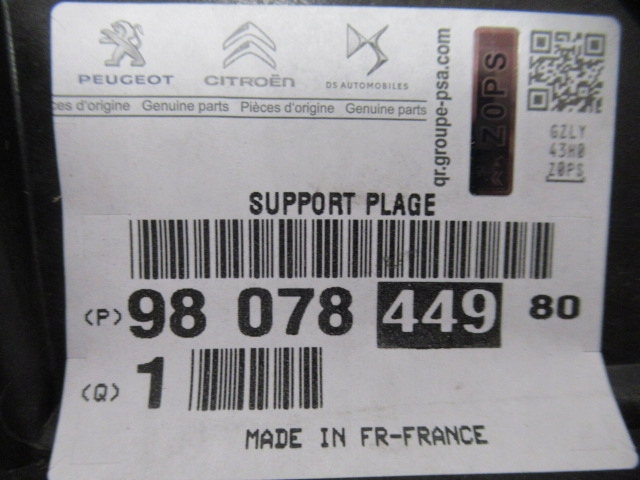 PEUGEOT CITROËN DS AUTOMOBILES
ces d'origine Genuine parts Pièces d'origine Genuine parts
qr.groupe-psa.com
Z0PS
GZLY
43H0
Z0PS
SUPPORT PLAGE
(P) 98 078 449 80
(Q) 1
MADE IN FR-FRANCE